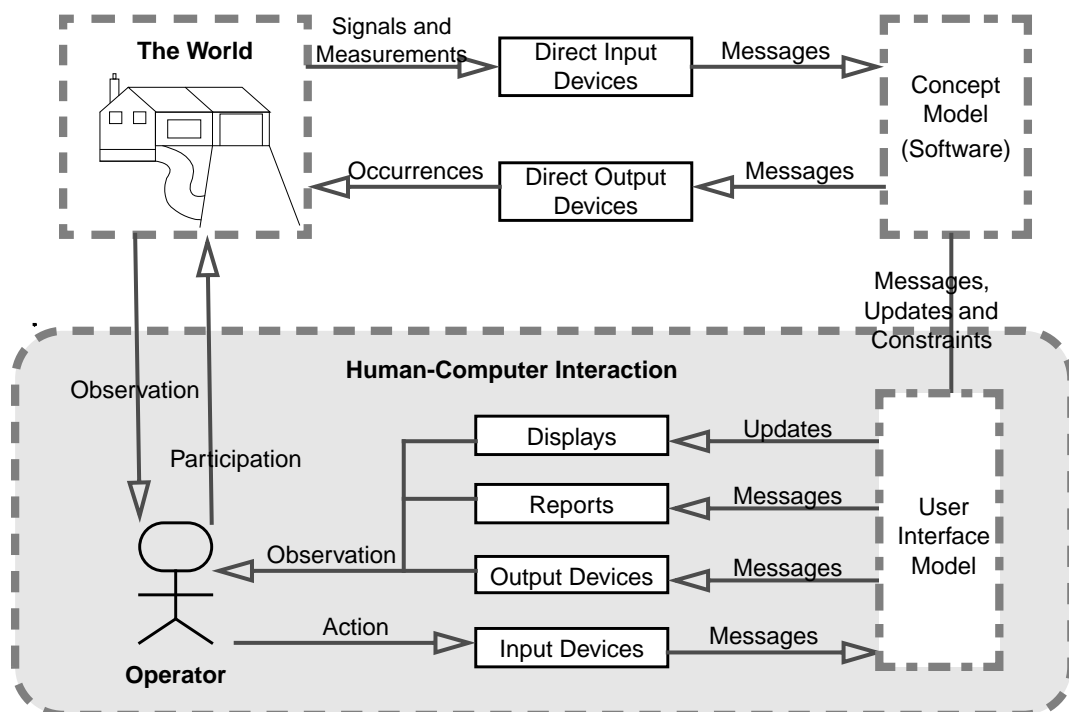 The World
Signals and
Measurements
Direct Input
Devices
Messages
Concept
Model
(Software)
Occurrences
Direct Output
Devices
Messages
Messages,
Updates and
Constraints
Human-Computer Interaction
Observation
Participation
Displays
Updates
Reports
Messages
User
Interface
Model
Observation
Output Devices
Messages
Action
Input Devices
Messages
Operator